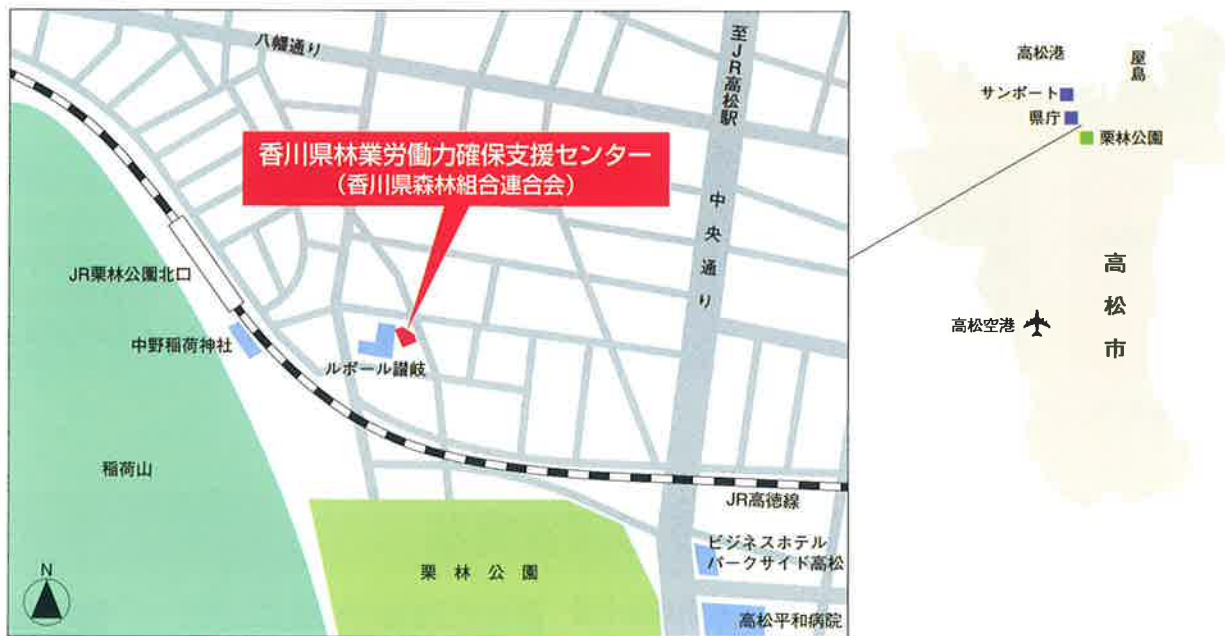 八幡通り
至JR高松駅
中央通り
香川県林業労働力確保支援センター
（香川県森林組合連合会）
JR栗林公園北口
中野稲荷神社
ルポール讃岐
稲荷山
JR高徳線
ビジネスホテル
パークサイド高松
栗林公園
高松平和病院
N
高松港
屋島
サンポート
県庁
栗林公園
高松市
高松空港